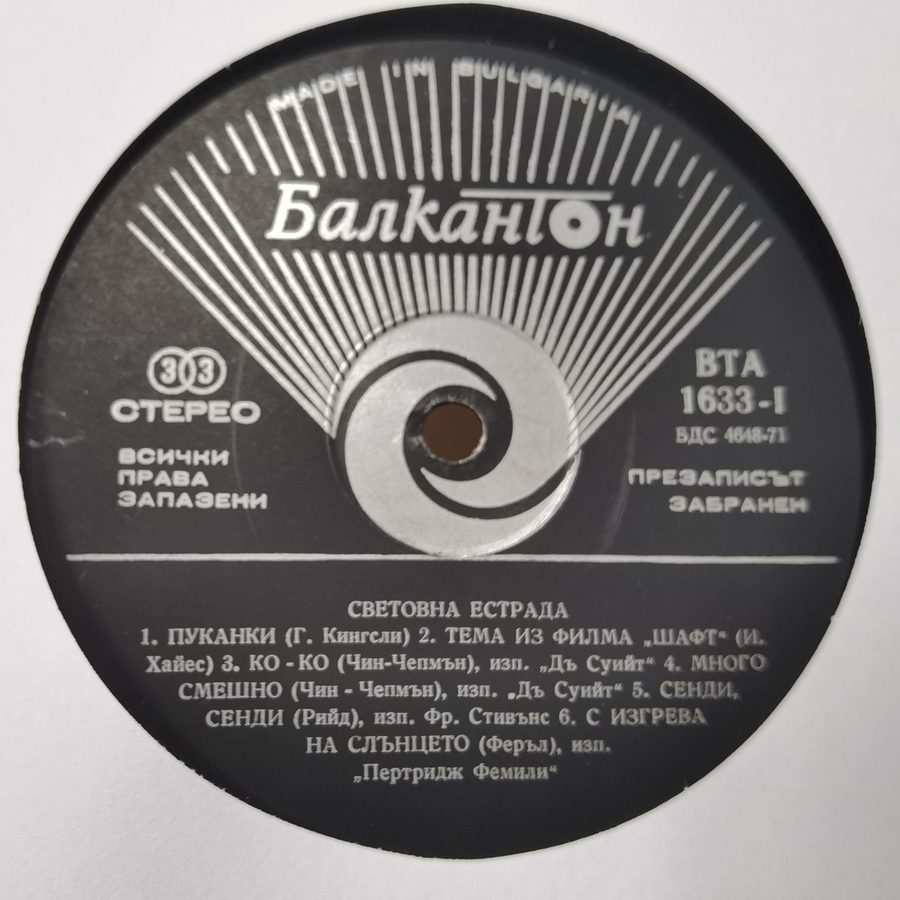 MADE IN BULGARIA
Балкантон
33
СТЕРЕО
ВСИЧКИ
ПРАВА
ЗАПАЗЕНИ
ВТА
1633-I
БДС 4648-71
ПРЕЗАПИСЪТ
ЗАБРАНЕН
СВЕТОВНА ЕСТРАДА
1. ПУКАНКИ (Г. Кингсли) 2. ТЕМА ИЗ ФИЛМА „ШАФТ“ (И.
Хайес) 3. КО - КО (Чин-Чепмън), изп. „Дъ Суийт“ 4. МНОГО
СМЕШНО (Чин - Чепмън), изп. „Дъ Суийт“ 5. СЕНДИ,
СЕНДИ (Рийд), изп. Фр. Стивънс 6. С ИЗГРЕВА
НА СЛЪНЦЕТО (Феръл), изп.
„Пертридж Фемили“